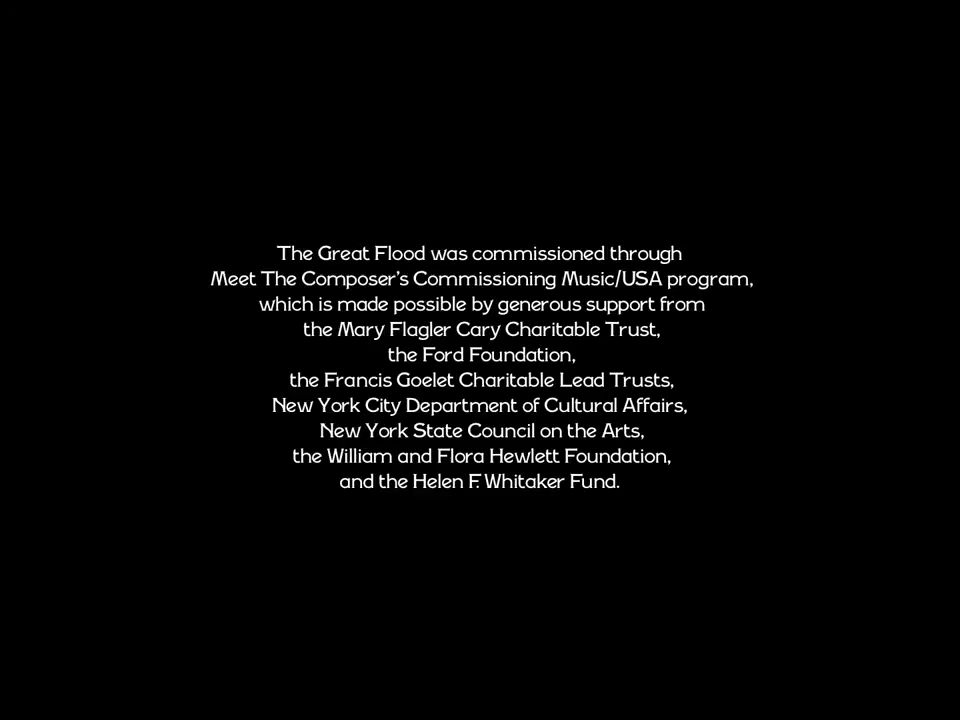 The Great Flood was commissioned through
Meet The Composer's Commissioning Music/USA program,
which is made possible by generous support from
the Mary Flagler Cary Charitable Trust,
the Ford Foundation,
the Francis Goelet Charitable Lead Trusts,
New York City Department of Cultural Affairs,
New York State Council on the Arts,
the William and Flora Hewlett Foundation,
and the Helen F. Whitaker Fund.